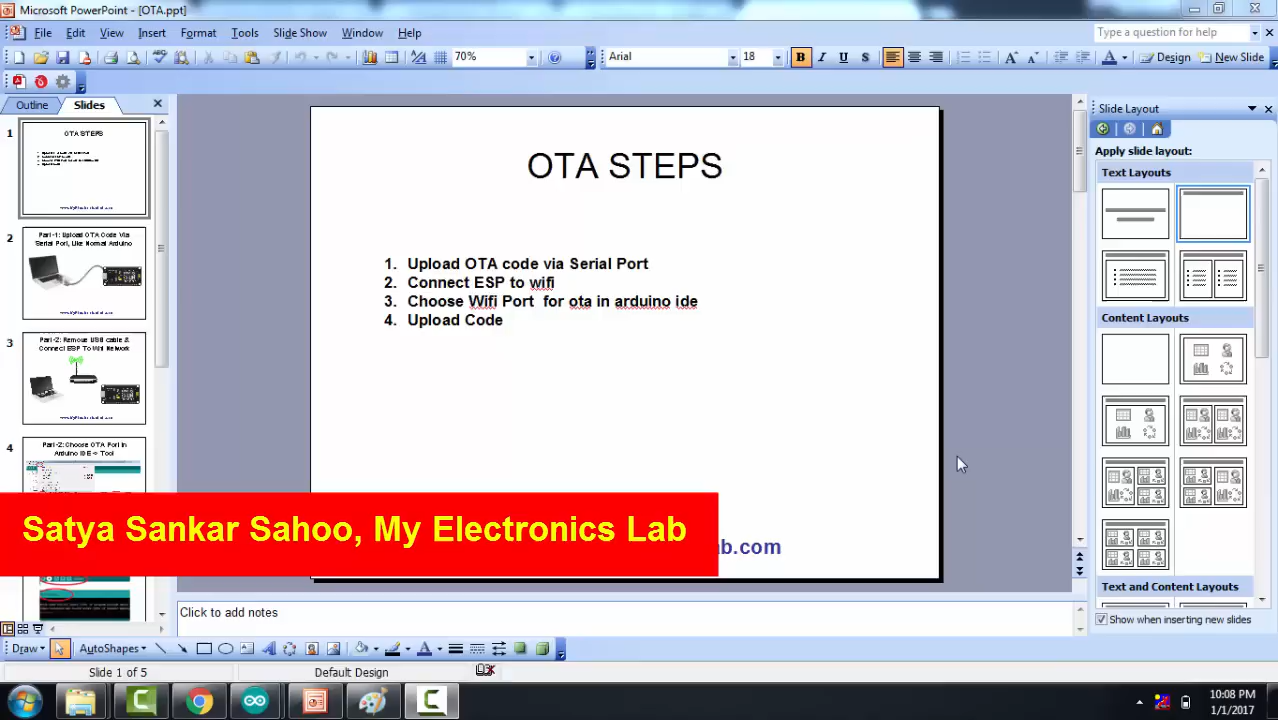 Microsoft PowerPoint - [OTA.ppt]
File Edit View Insert Format Tools Slide Show Window Help
Type a question for help
70%
Arial
18
B I U S
A
Design
New Slide
Outline Slides
Slide Layout
Apply slide layout:
Text Layouts
Content Layouts
Text and Content Layouts
Show when inserting new slides
1
OTA STEPS
2
Part-1: Upload OTA Code Via
Serial Port, Like Normal Arduino
3
Part-2: Remove USB cable &
Connect ESP To Wifi Network
4
Part-2: Choose OTA Port in
Arduino IDE -> Tool
OTA STEPS
1. Upload OTA code via Serial Port
2. Connect ESP to wifi
3. Choose Wifi Port for ota in arduino ide
4. Upload Code
b.com
Satya Sankar Sahoo, My Electronics Lab
Click to add notes
Draw
AutoShapes
Slide 1 of 5
Default Design
10:08 PM
1/1/2017